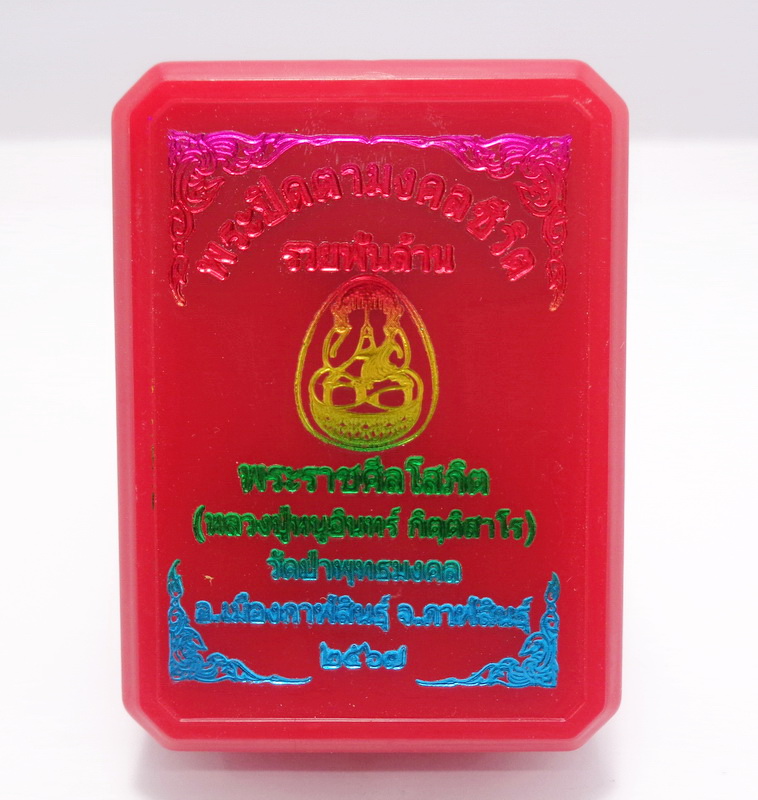 พระปิดตามงคลชีวิต
รวยพันล้าน
พระราชศีลโสภิต
(หลวงปู่หนูอินทร์ กิตฺติสาโร)
วัดป่าพุทธมงคล
อ.เมืองกาฬสินธุ์ จ.กาฬสินธุ์
๒๕๖๗